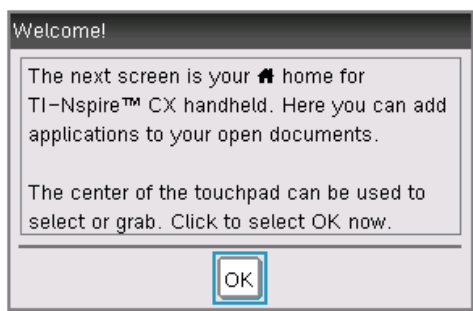 Welcome!
The next screen is your home for
TI-Nspire™ CX handheld. Here you can add
applications to your open documents.
The center of the touchpad can be used to
select or grab. Click to select OK now.
OK